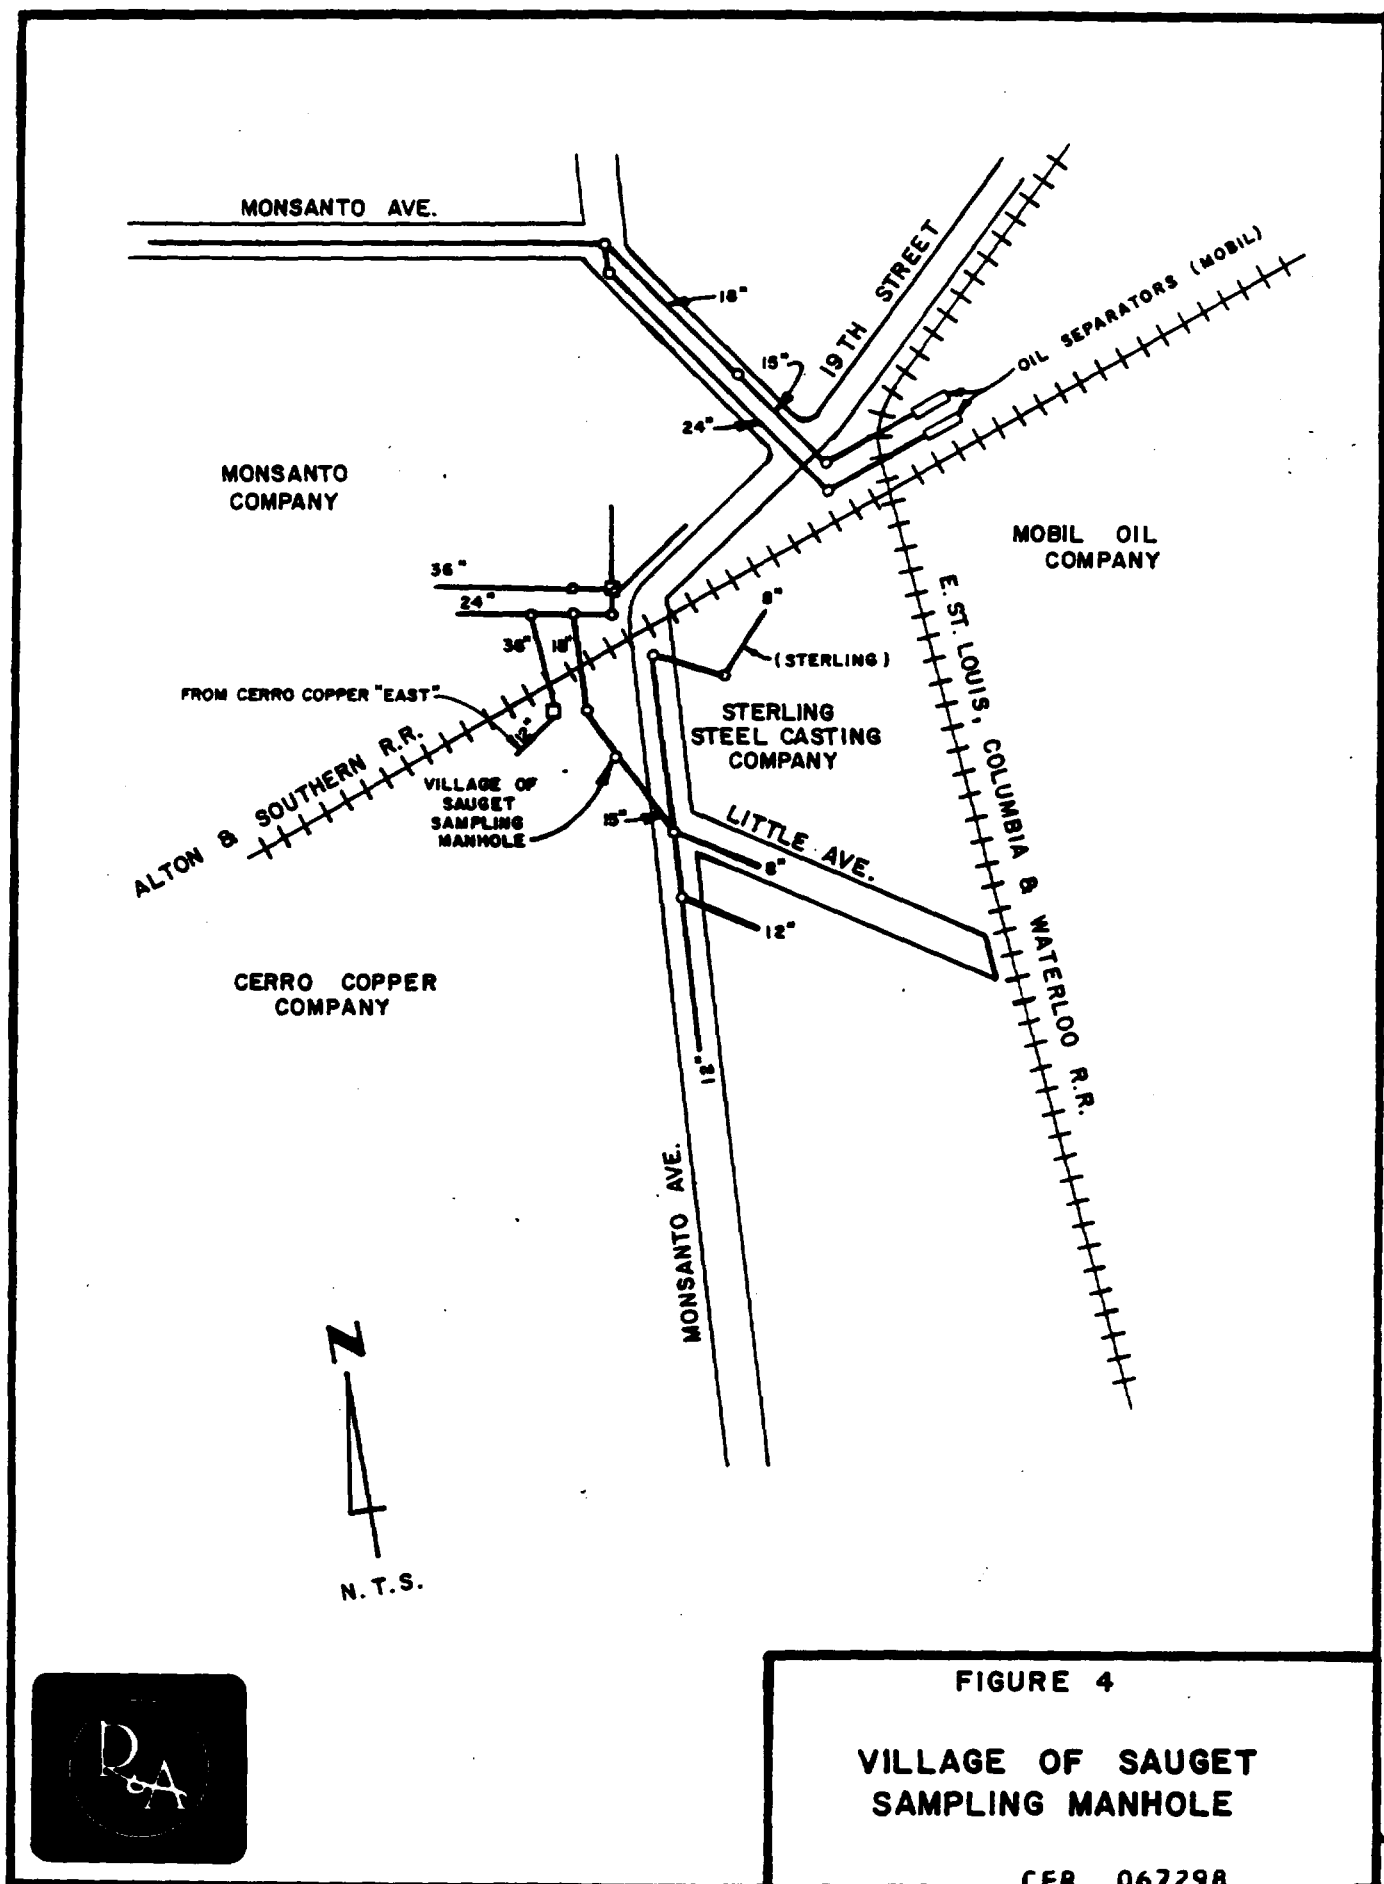 MONSANTO AVE.
18"
19TH STREET
15"
OIL SEPARATORS (MOBIL)
24"
MONSANTO
COMPANY
MOBIL OIL
COMPANY
36"
24"
8"
36"
18"
(STERLING)
E. ST. LOUIS, COLUMBIA & WATERLOO R.R.
FROM CERRO COPPER "EAST"
12"
STERLING
STEEL CASTING
COMPANY
ALTON & SOUTHERN R.R.
VILLAGE OF
SAUGET
SAMPLING
MANHOLE
15"
LITTLE AVE.
8"
12"
CERRO COPPER
COMPANY
12"
MONSANTO AVE.
N
N.T.S.
D&A
FIGURE 4
VILLAGE OF SAUGET
SAMPLING MANHOLE
CER 067298